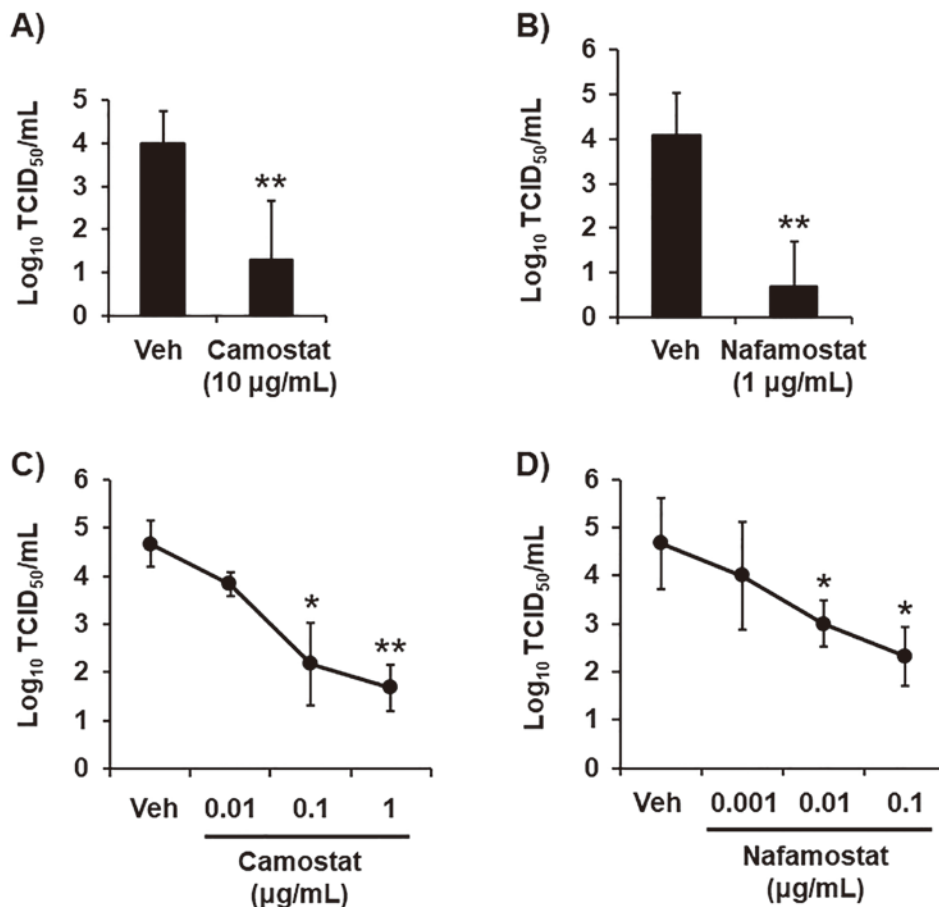 A)
Log₁₀ TCID₅₀/mL
5
4
3
2
1
0
**
Veh Camostat
(10 µg/mL)
B)
Log₁₀ TCID₅₀/mL
6
5
4
3
2
1
0
**
Veh Nafamostat
(1 µg/mL)
C)
Log₁₀ TCID₅₀/mL
6
5
4
3
2
1
0
*
**
Veh 0.01 0.1 1
Camostat
(µg/mL)
D)
Log₁₀ TCID₅₀/mL
6
5
4
3
2
1
0
*
*
Veh 0.001 0.01 0.1
Nafamostat
(µg/mL)